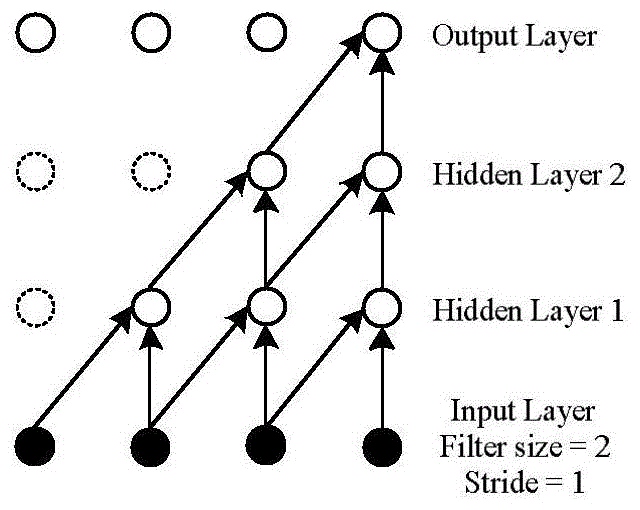 Output Layer
Hidden Layer 2
Hidden Layer 1
Input Layer
Filter size = 2
Stride = 1